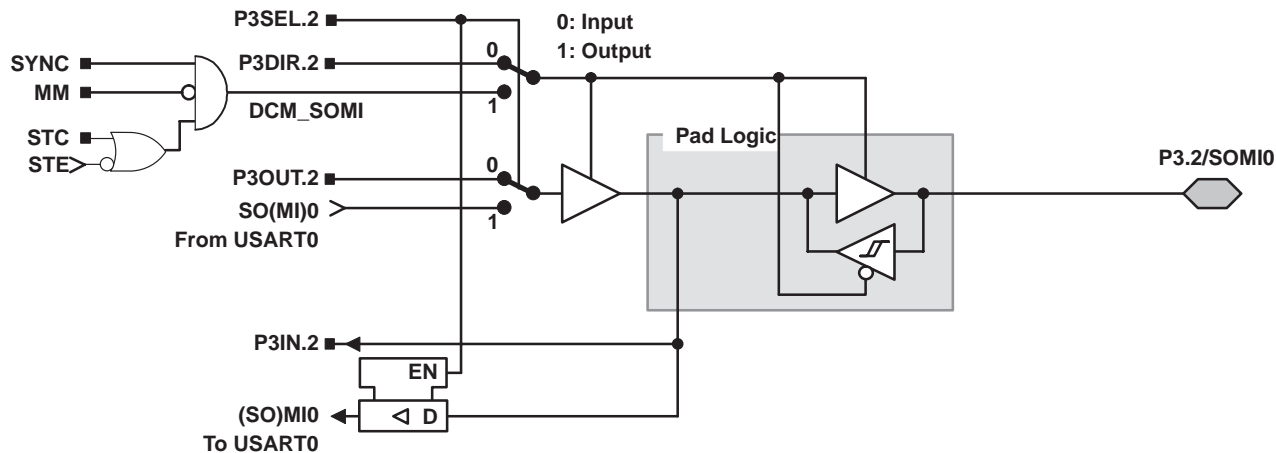 P3SEL.2
0: Input
1: Output
SYNC
P3DIR.2
0
MM
1
DCM_SOMI
STC
STE
Pad Logic
P3.2/SOMI0
P3OUT.2
0
SO(MI)0
1
From USART0
P3IN.2
EN
(SO)MI0
D
To USART0